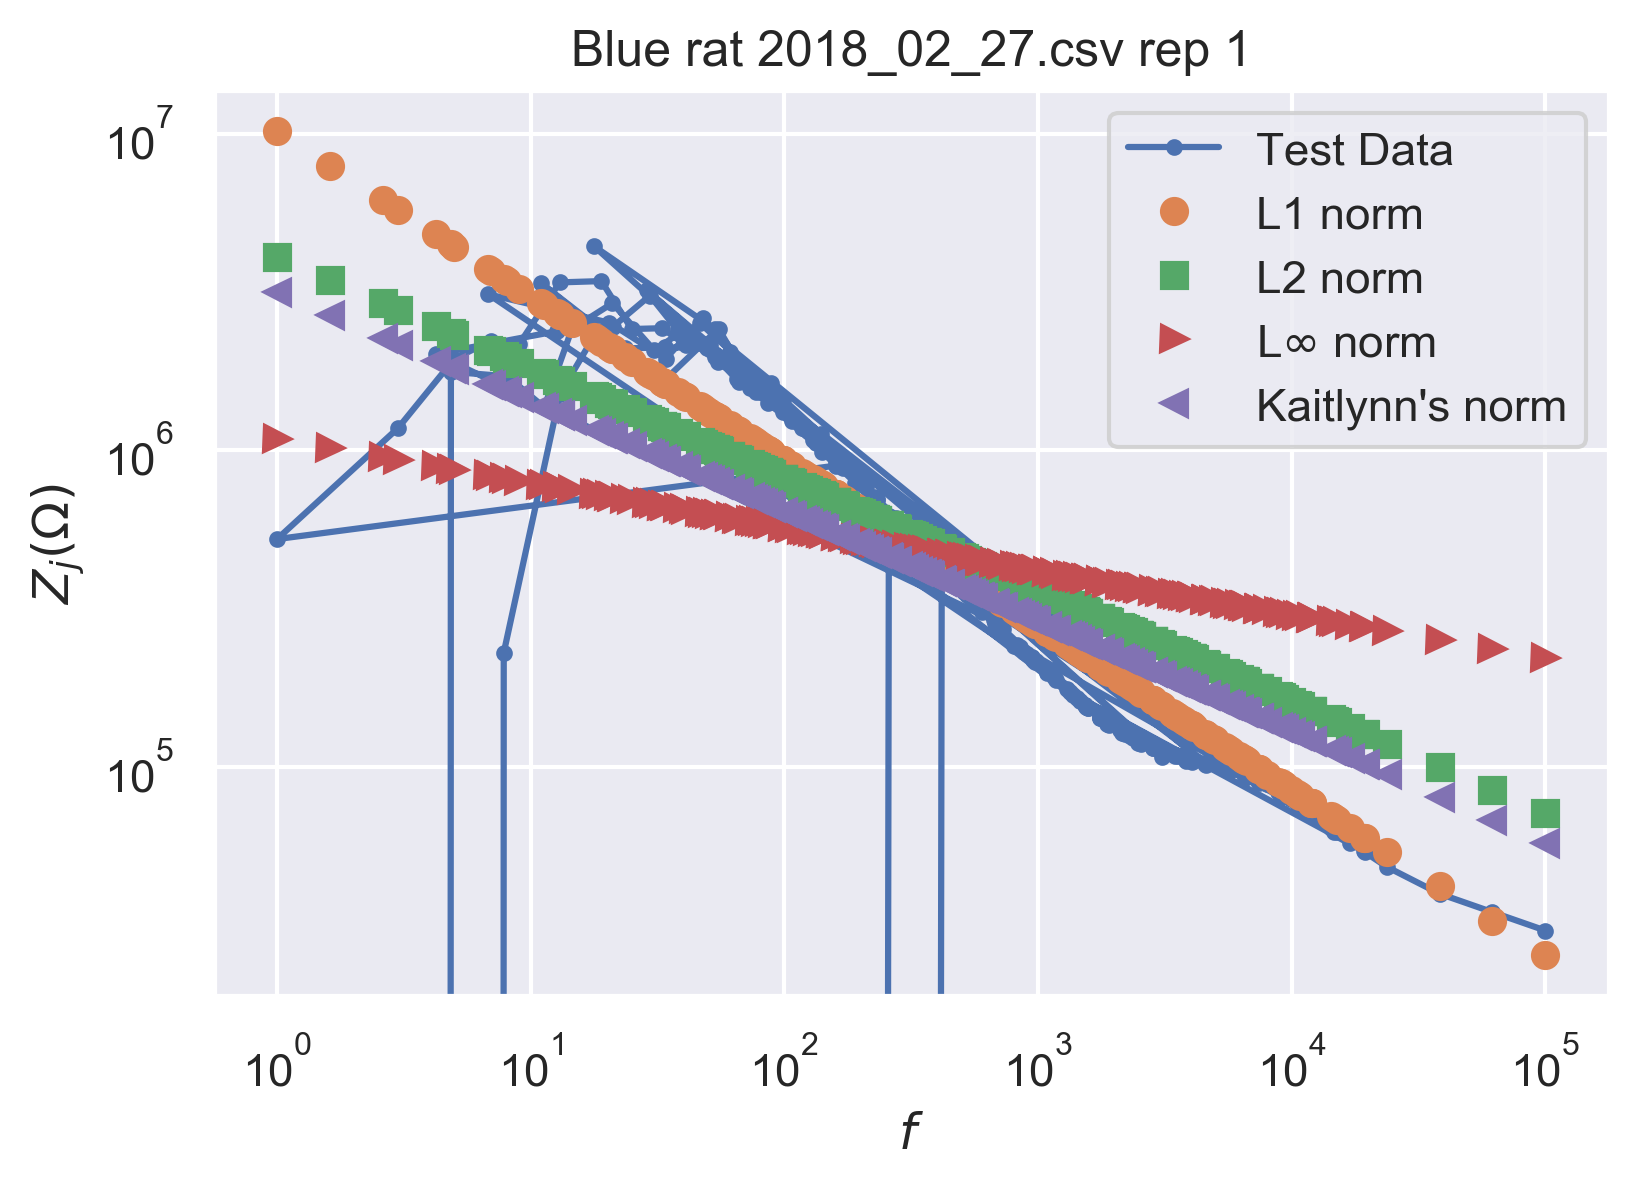 Blue rat 2018_02_27.csv rep 1
Test Data
L1 norm
L2 norm
L∞ norm
Kaitlynn's norm
Z_j(Ω)
10^7
10^6
10^5
10^0 10^1 10^2 10^3 10^4 10^5
f